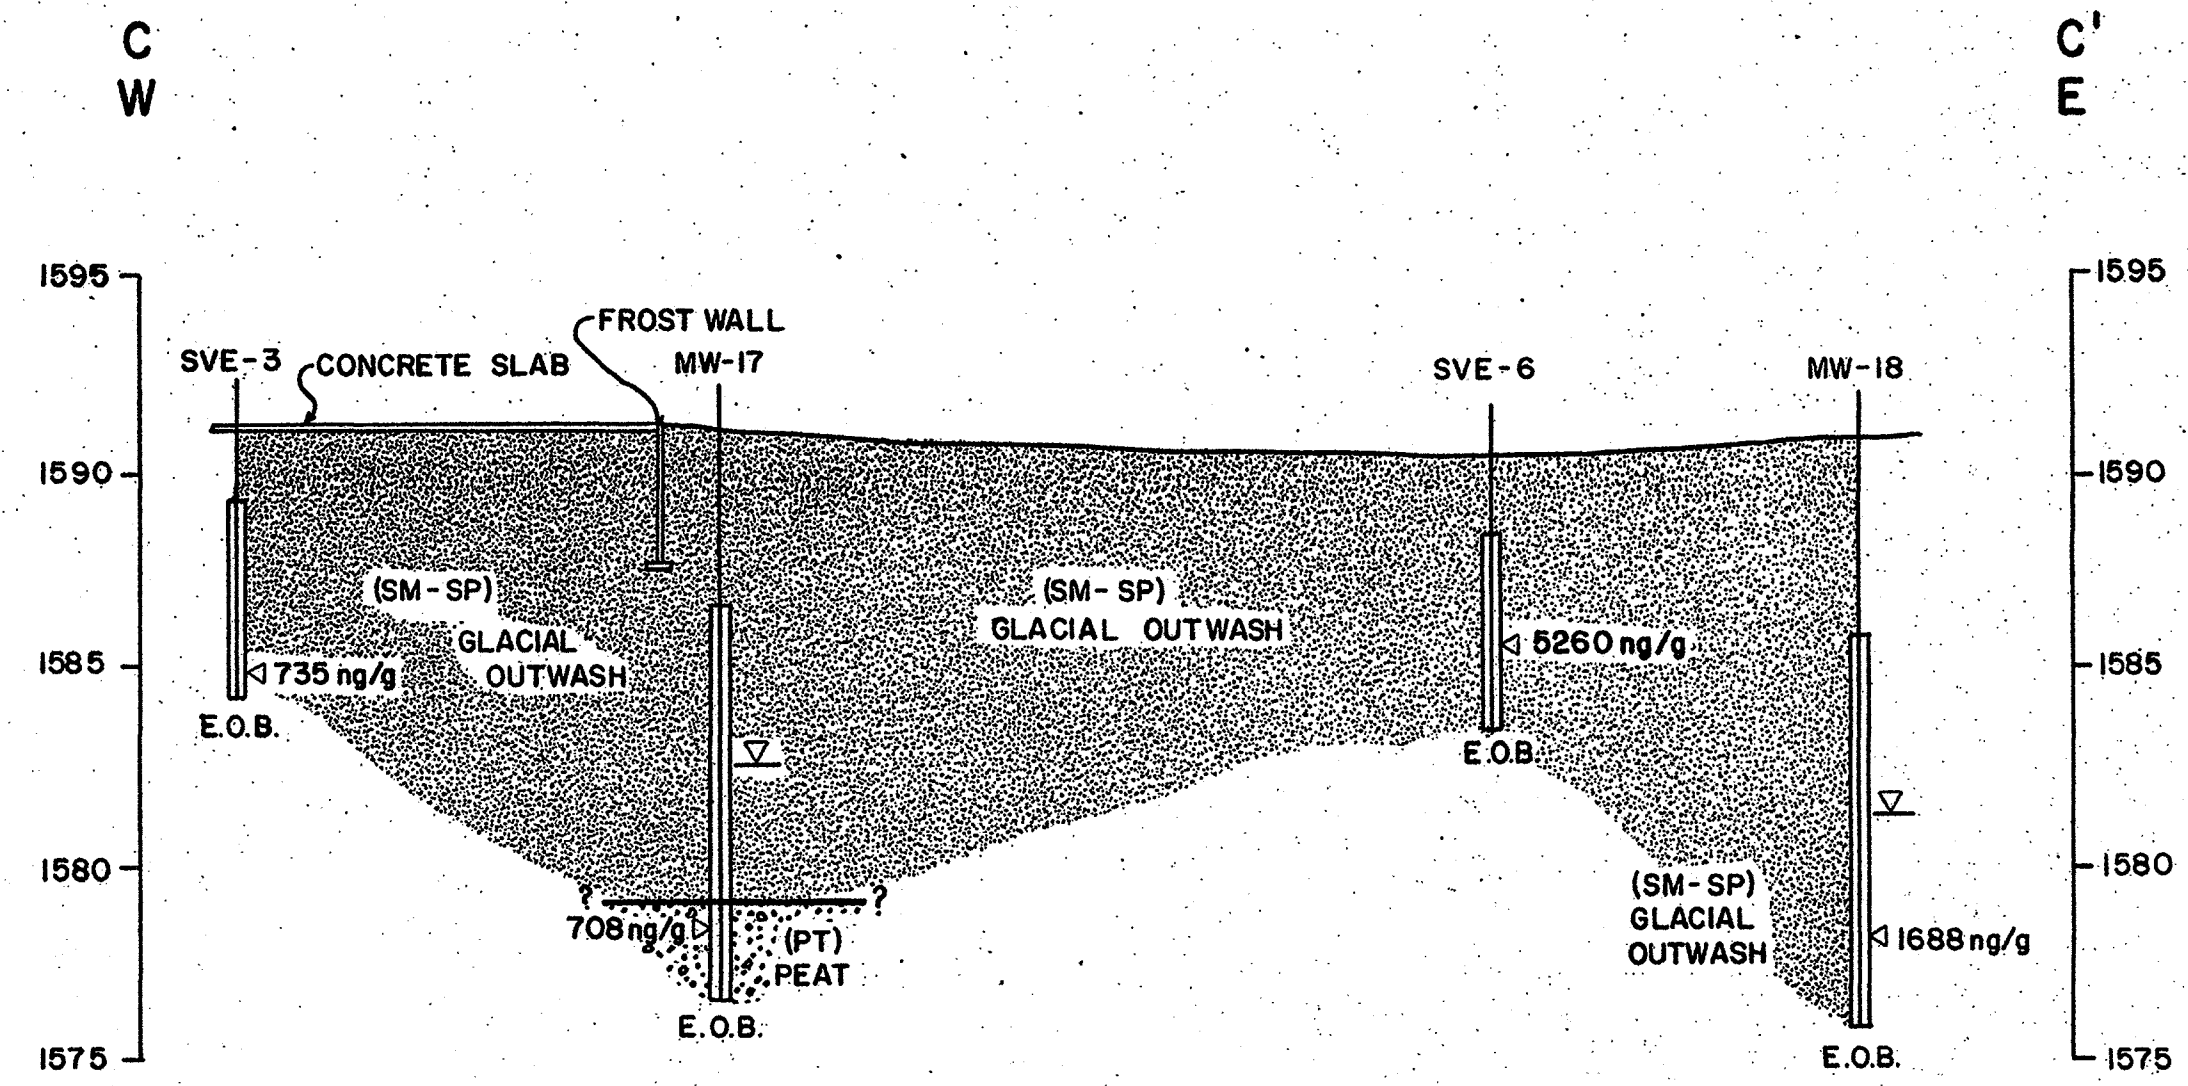 C
W
C'
E
1595
1590
1585
1580
1575
1595
1590
1585
1580
1575
FROST WALL
SVE-3
CONCRETE SLAB
MW-17
SVE-6
MW-18
(SM-SP)
GLACIAL
OUTWASH
(SM-SP)
GLACIAL OUTWASH
735 ng/g
E.O.B.
5260 ng/g
E.O.B.
?
?
708 ng/g
(PT)
PEAT
E.O.B.
(SM-SP)
GLACIAL
OUTWASH
1688 ng/g
E.O.B.